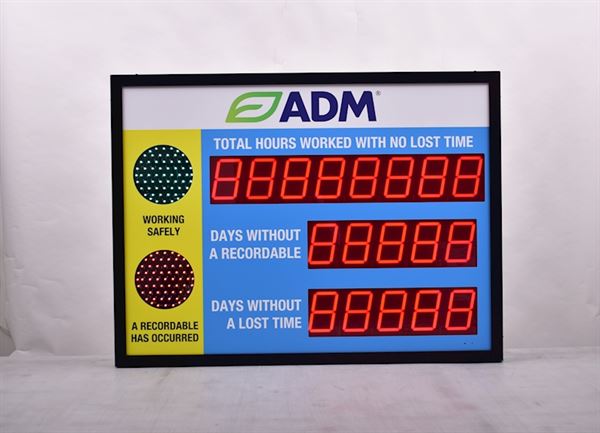 ADM®
TOTAL HOURS WORKED WITH NO LOST TIME
88888888
WORKING
SAFELY
DAYS WITHOUT
A RECORDABLE
88888
A RECORDABLE
HAS OCCURRED
DAYS WITHOUT
A LOST TIME
88888